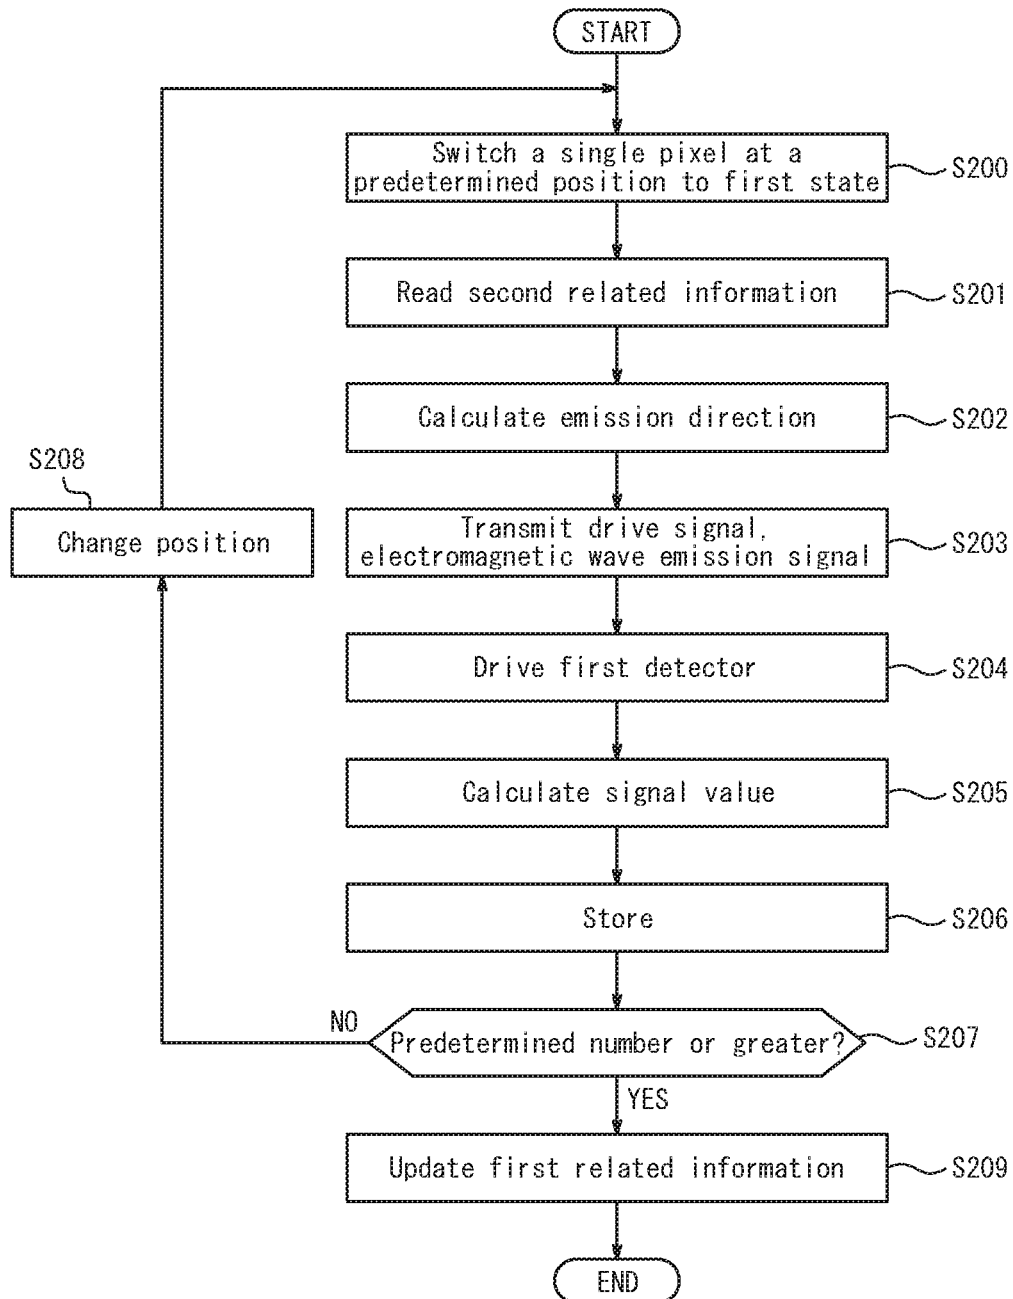 START
Switch a single pixel at a
predetermined position to first state
S200
Read second related information
S201
Calculate emission direction
S202
S208
Change position
Transmit drive signal,
electromagnetic wave emission signal
S203
Drive first detector
S204
Calculate signal value
S205
Store
S206
NO
Predetermined number or greater?
S207
YES
Update first related information
S209
END